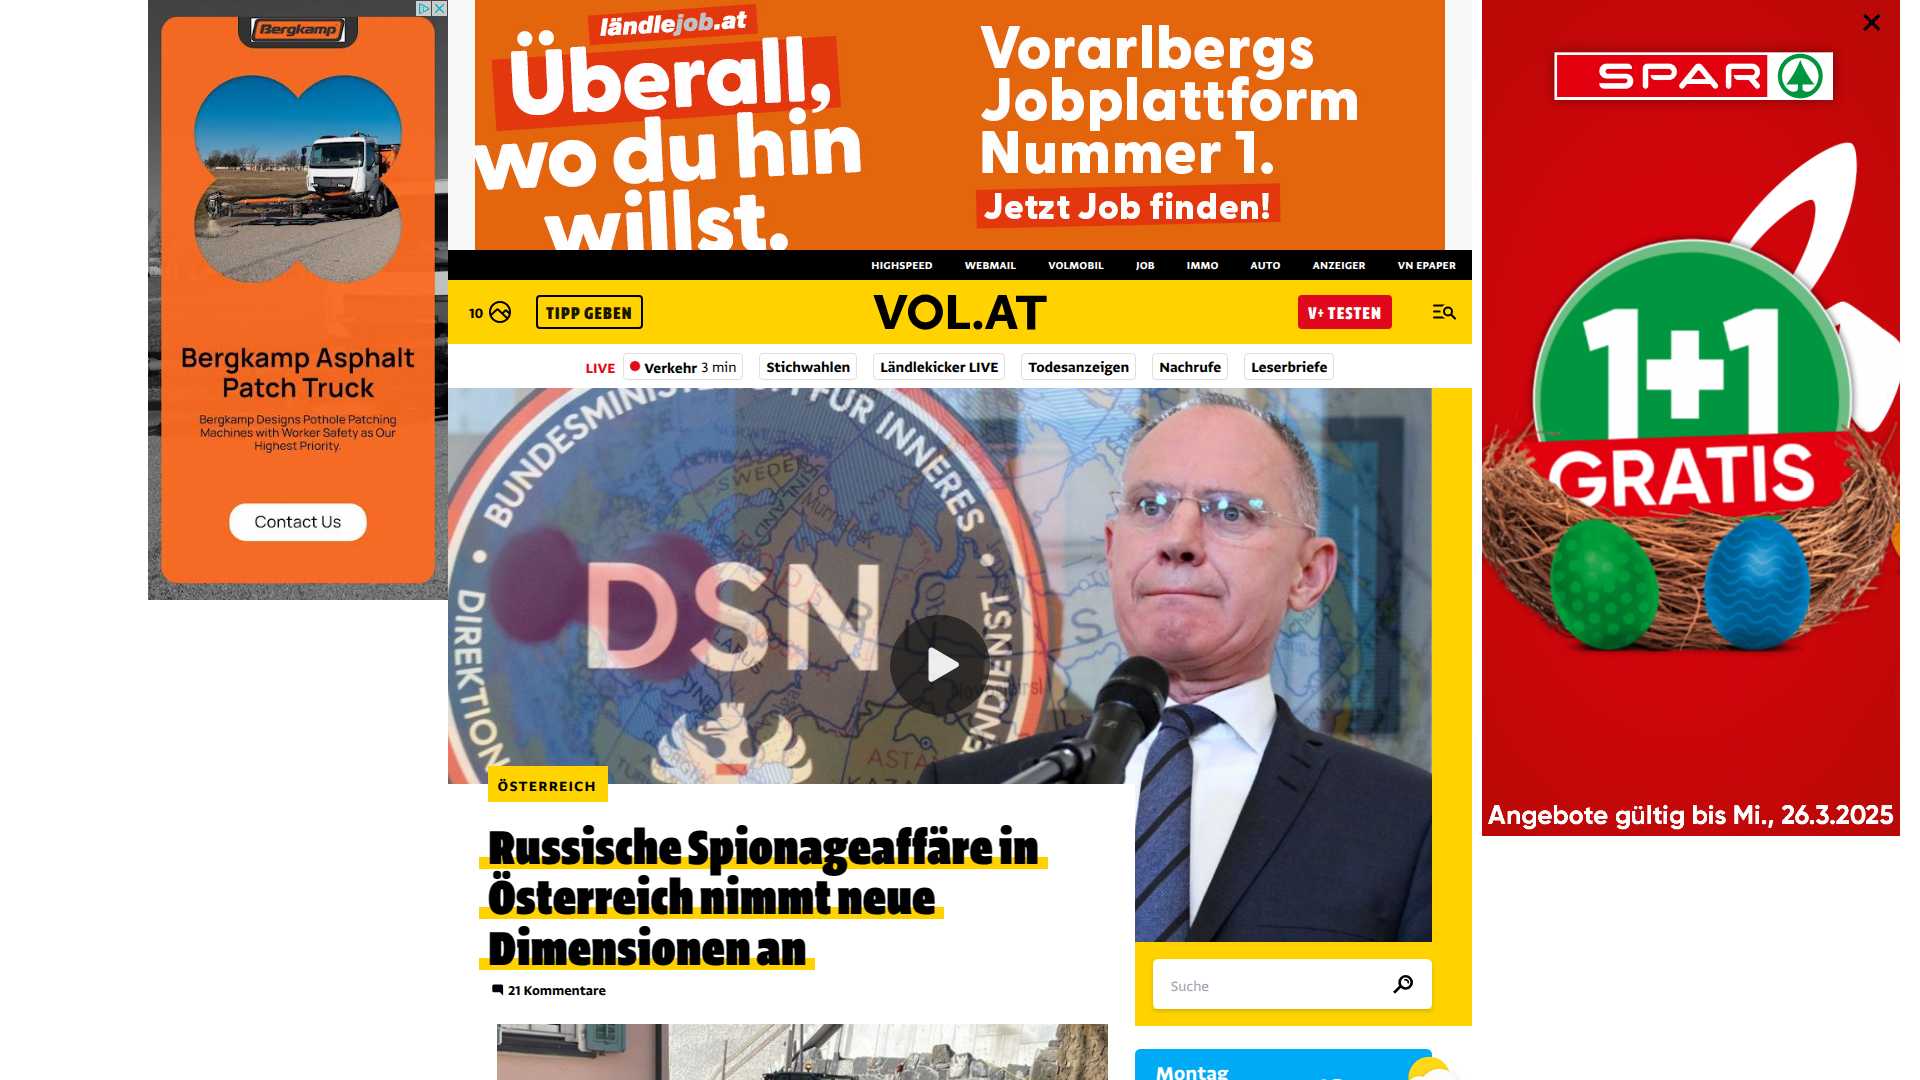 Bergkamp
Bergkamp Asphalt
Patch Truck
Bergkamp Designs Pothole Patching
Machines with Worker Safety as Our
Highest Priority.
Contact Us
ländlejob.at
Überall,
wo du hin
willst.
Vorarlbergs
Jobplattform
Nummer 1.
Jetzt Job finden!
HIGHSPEED WEBMAIL VOLMOBIL JOB IMMO AUTO ANZEIGER VN EPAPER
10
TIPP GEBEN
VOL.AT
V+ TESTEN
LIVE
Verkehr 3 min
Stichwahlen
Ländlekicker LIVE
Todesanzeigen
Nachrufe
Leserbriefe
DIREKTION
DSN
ÖSTERREICH
Russische Spionageaffäre in
Österreich nimmt neue
Dimensionen an
21 Kommentare
Suche
Montag
SPAR
1+1
GRATIS
Angebote gültig bis Mi., 26.3.2025